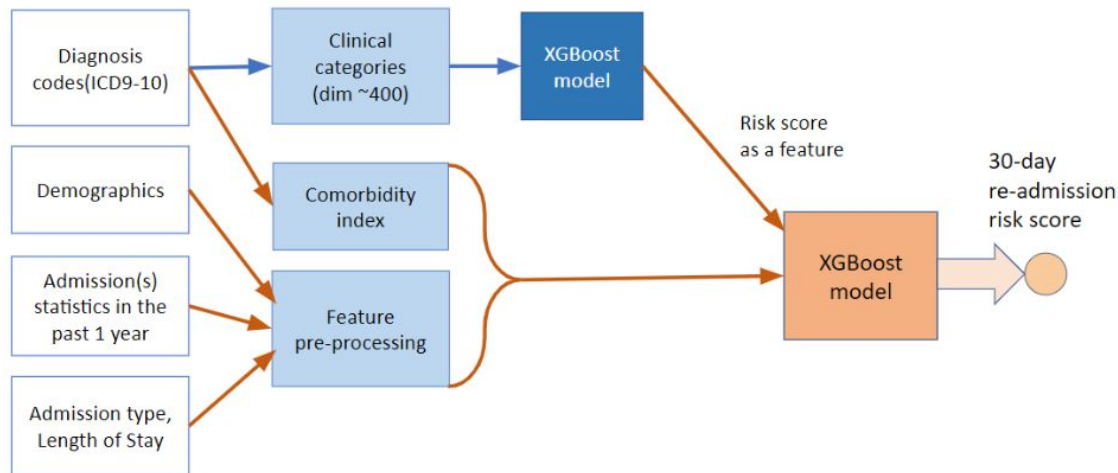 Diagnosis
codes(ICD9-10)
Clinical
categories
(dim ~400)
XGBoost
model
Risk score
as a feature
Demographics
Comorbidity
index
30-day
re-admission
risk score
XGBoost
model
Admission(s)
statistics in the
past 1 year
Feature
pre-processing
Admission type,
Length of Stay